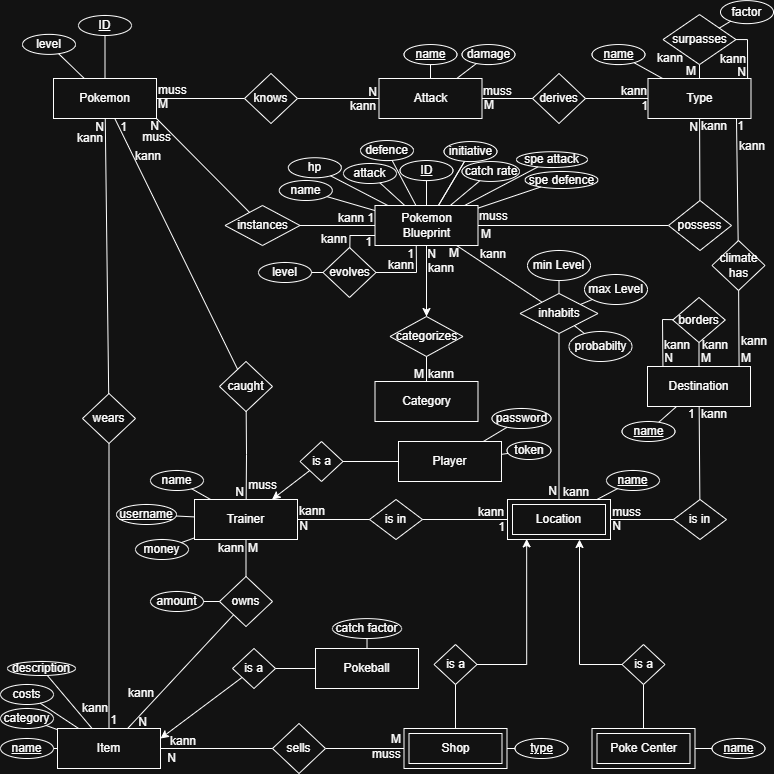 factor
ID
level
surpasses
name
damage
name
kann
kann
M
N
Pokemon
muss
M
knows
N
kann
Attack
muss
M
derives
kann
1
Type
N
kann
1
kann
N
muss
N
kann
1
kann
defence
initiative
hp
attack
ID
catch rate
spe attack
spe defence
name
instances
kann
1
Pokemon
Blueprint
muss
M
possess
kann
1
level
evolves
1
kann
N
kann
M
kann
climate
has
min Level
max Level
inhabits
probabilty
borders
kann
N
kann
M
kann
M
categorizes
M
kann
Category
Destination
1
kann
name
caught
wears
password
is a
Player
token
N
muss
name
username
money
Trainer
kann
N
is in
kann
1
N
kann
name
Location
muss
N
is in
kann
M
amount
owns
catch factor
is a
Pokeball
is a
is a
description
costs
category
name
kann
1
kann
N
Item
kann
N
sells
M
muss
Shop
type
Poke Center
name